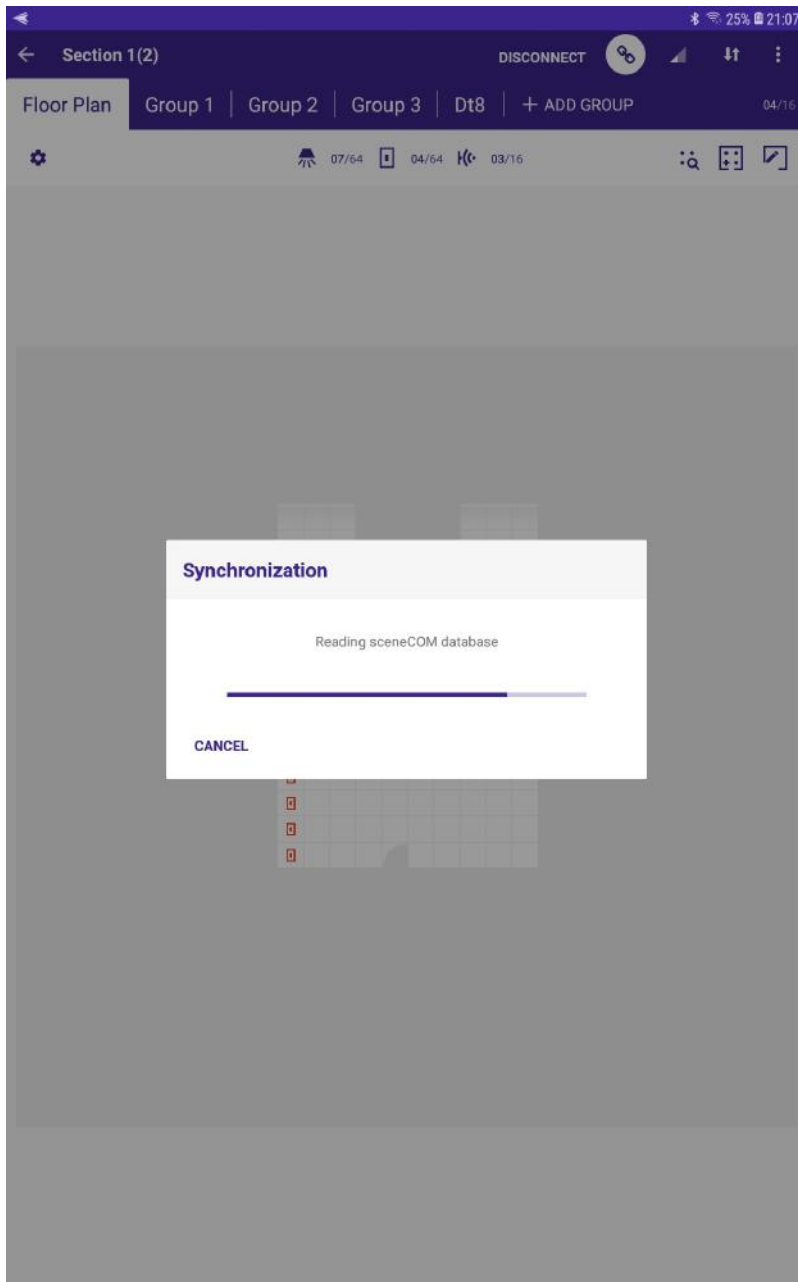 25% 21:07
Section 1(2) DISCONNECT
Floor Plan Group 1 Group 2 Group 3 Dt8 + ADD GROUP 04/16
07/64 04/64 03/16
Synchronization
Reading sceneCOM database
CANCEL